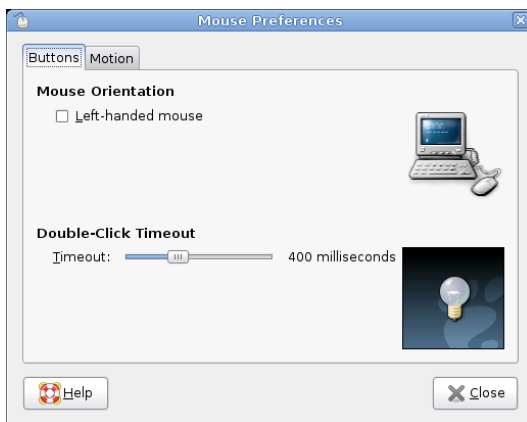 Mouse Preferences
Buttons Motion
Mouse Orientation
Left-handed mouse
Double-Click Timeout
Timeout: 400 milliseconds
Help Close